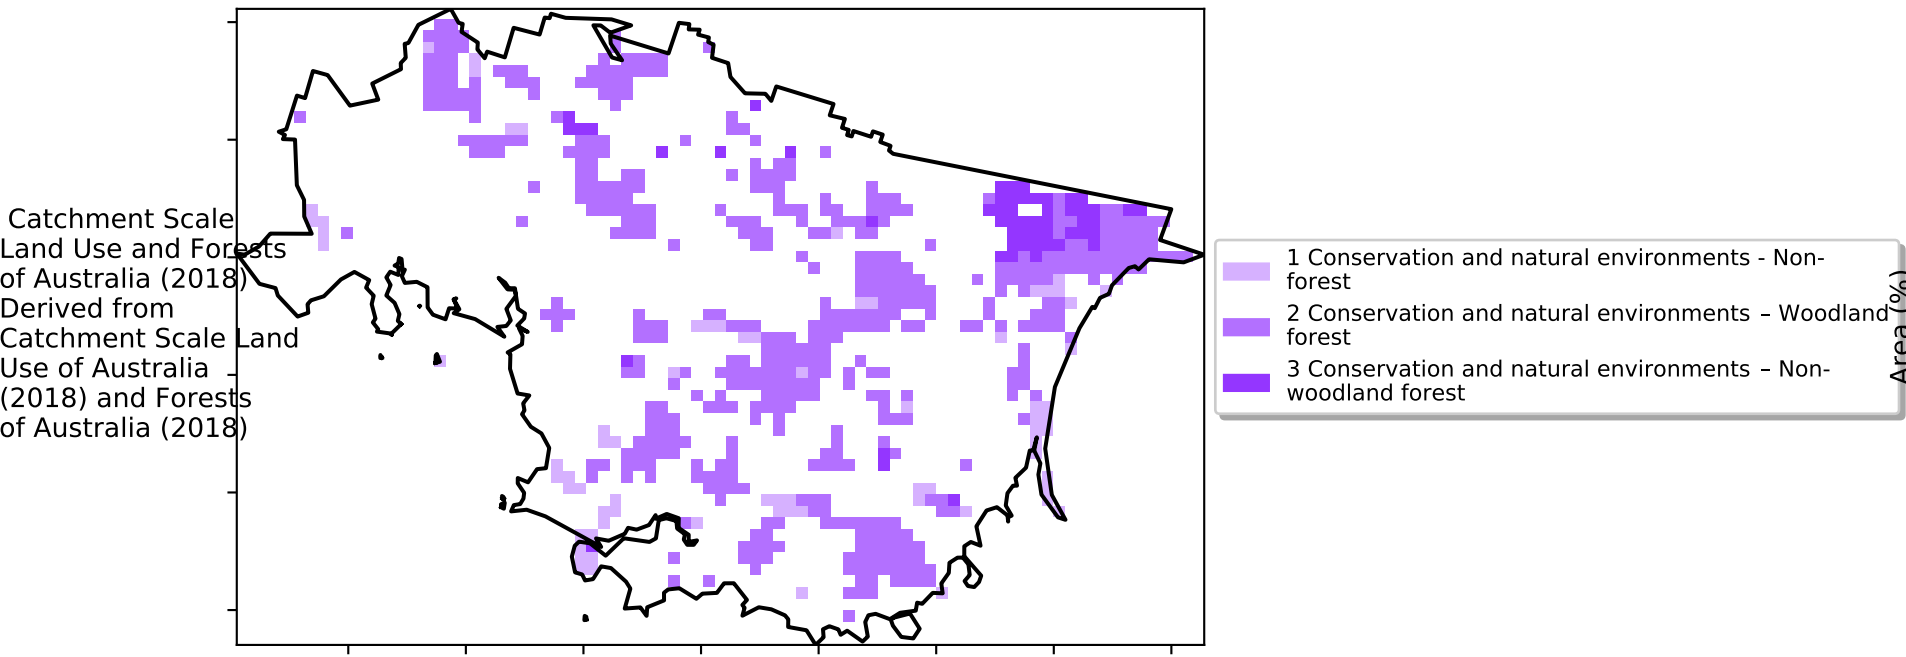 Catchment Scale
Land Use and Forests
of Australia (2018)
Derived from
Catchment Scale Land
Use of Australia
(2018) and Forests
of Australia (2018)
1 Conservation and natural environments - Non-
forest
2 Conservation and natural environments – Woodland
forest
3 Conservation and natural environments – Non-
woodland forest
Area (%)